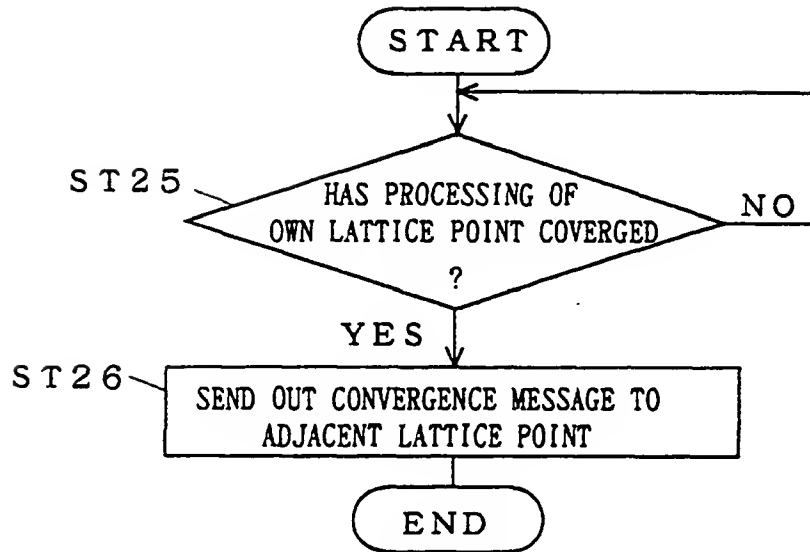 START
ST25
HAS PROCESSING OF
OWN LATTICE POINT COVERGED
?
NO
YES
ST26
SEND OUT CONVERGENCE MESSAGE TO
ADJACENT LATTICE POINT
END